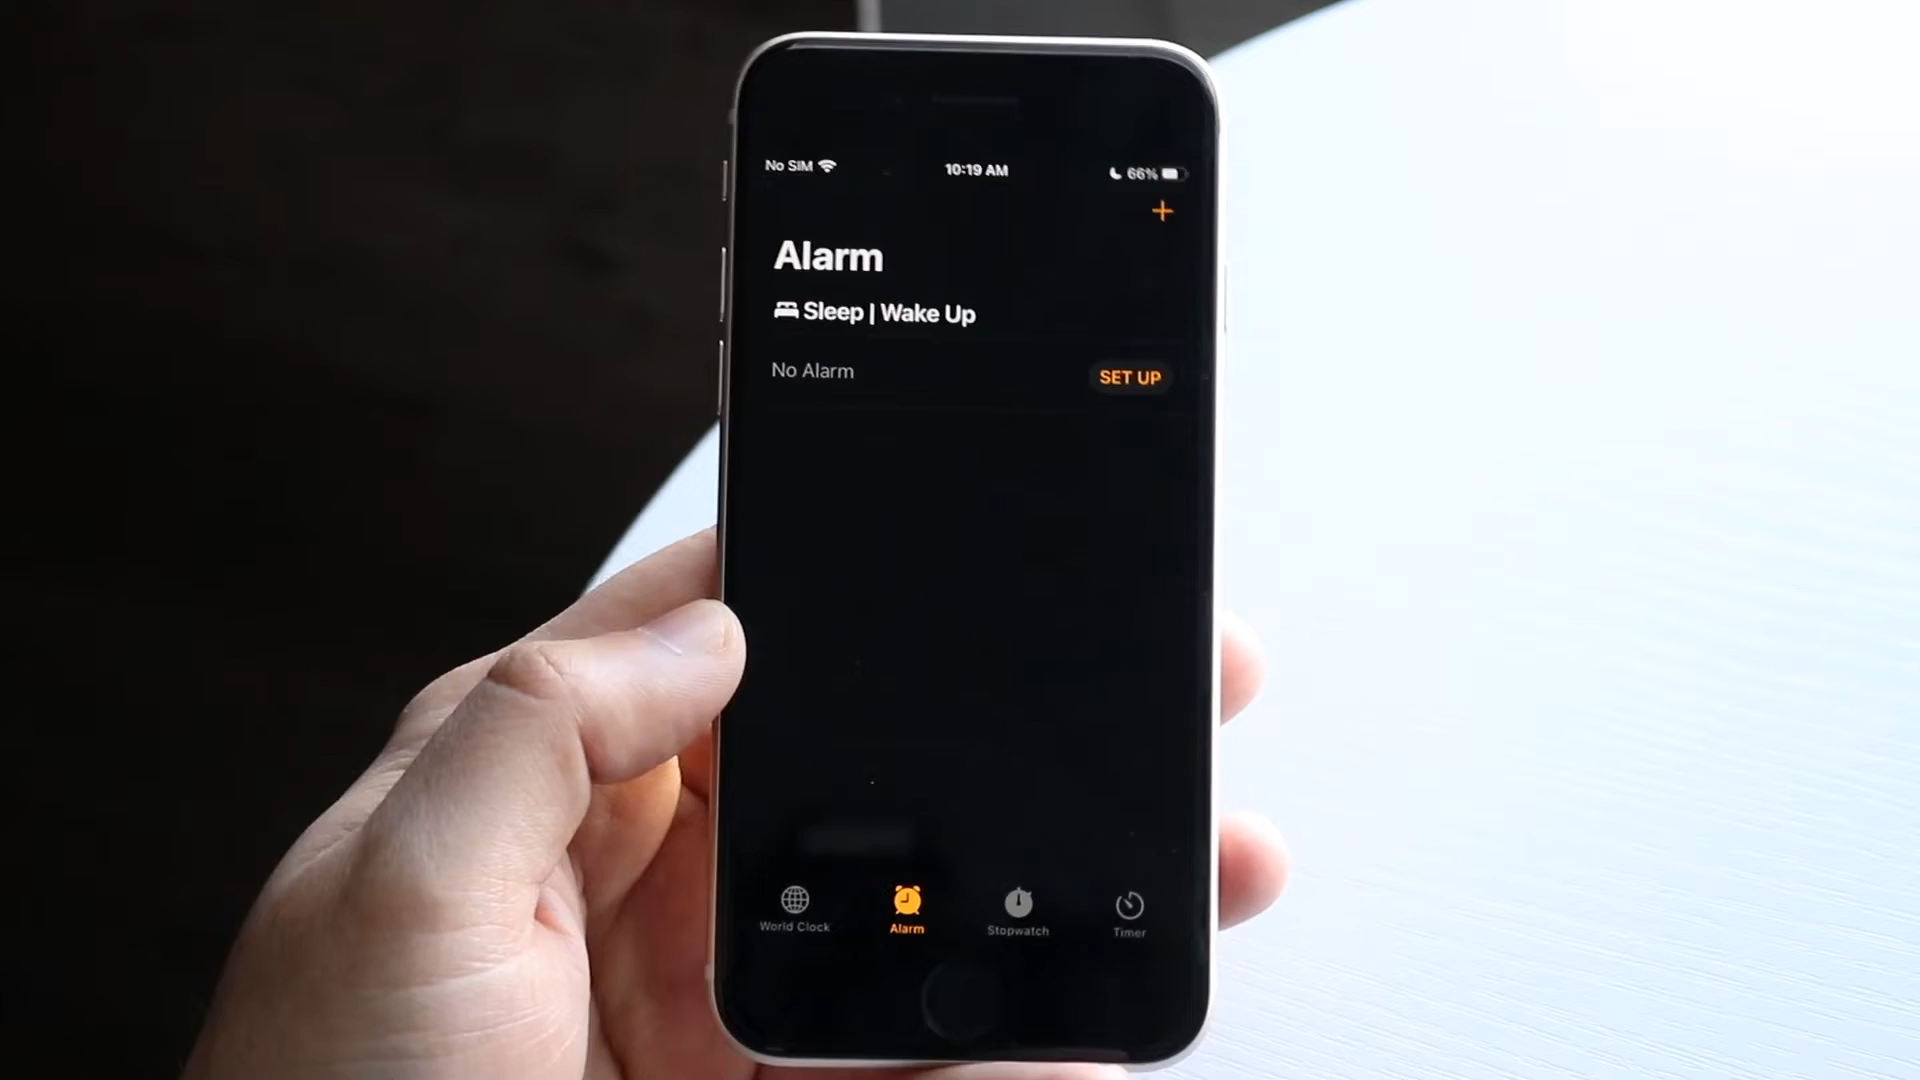 No SIM
10:19 AM
66%
+
Alarm
Sleep | Wake Up
No Alarm
SET UP
World Clock
Alarm
Stopwatch
Timer